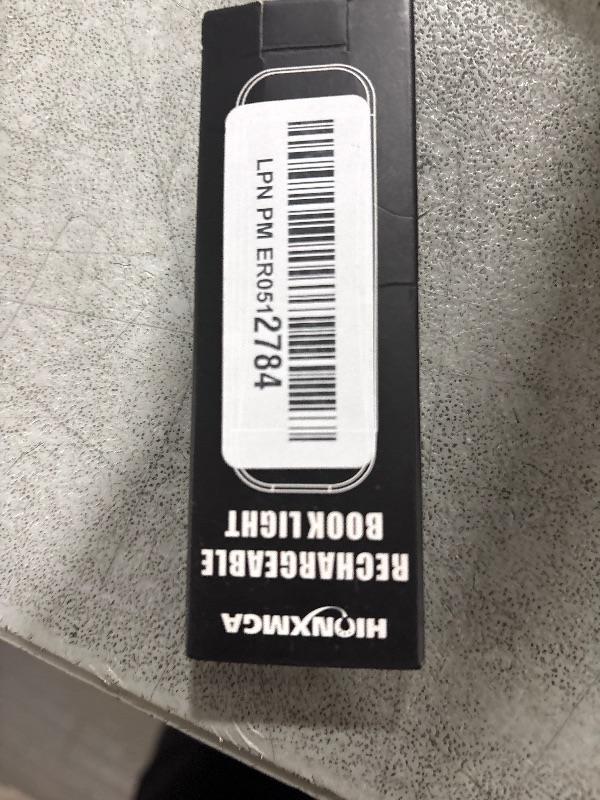 HIONXMGA
RECHARGEABLE
BOOK LIGHT
LPN PM ER0512784